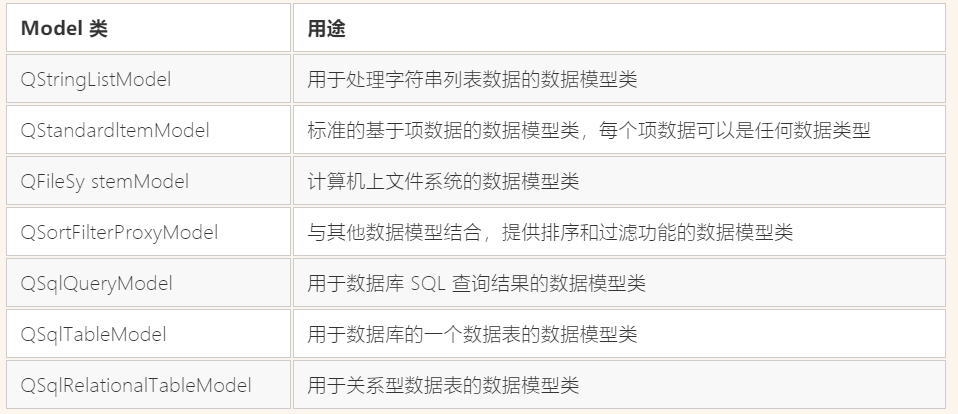 Model 类 用途
QStringListModel 用于处理字符串列表数据的数据模型类
QStandardltemModel 标准的基于项数据的数据模型类，每个项数据可以是任何数据类型
QFileSy stemModel 计算机上文件系统的数据模型类
QSortFilterProxyModel 与其他数据模型结合，提供排序和过滤功能的数据模型类
QSqlQueryModel 用于数据库 SQL 查询结果的数据模型类
QSqlTableModel 用于数据库的一个数据表的数据模型类
QSqlRelationalTableModel 用于关系型数据表的数据模型类